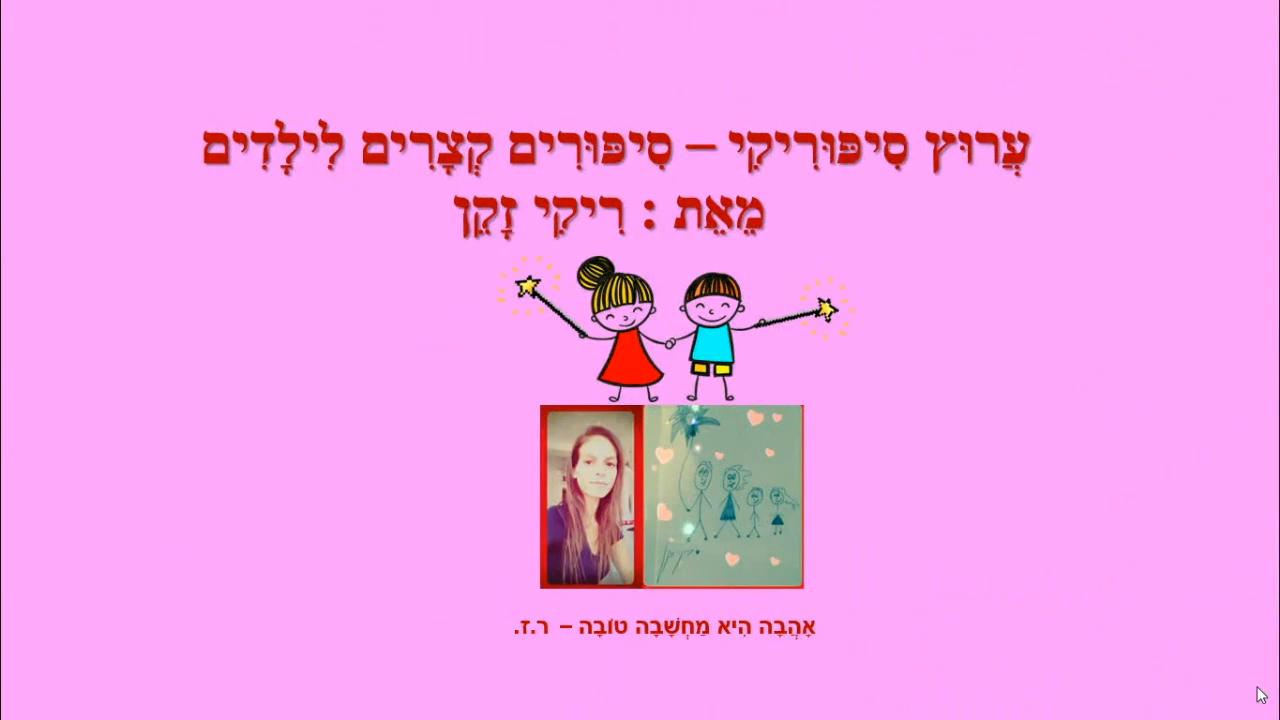 עֲרוּץ סִיפּוּרִיקִי – סִיפּוּרִים קְצָרִים לִילָדִים
מֵאֵת : רִיקִי זָקֵן
אָהֲבָה הִיא מַחְשָׁבָה טוֹבָה – ר.ז.